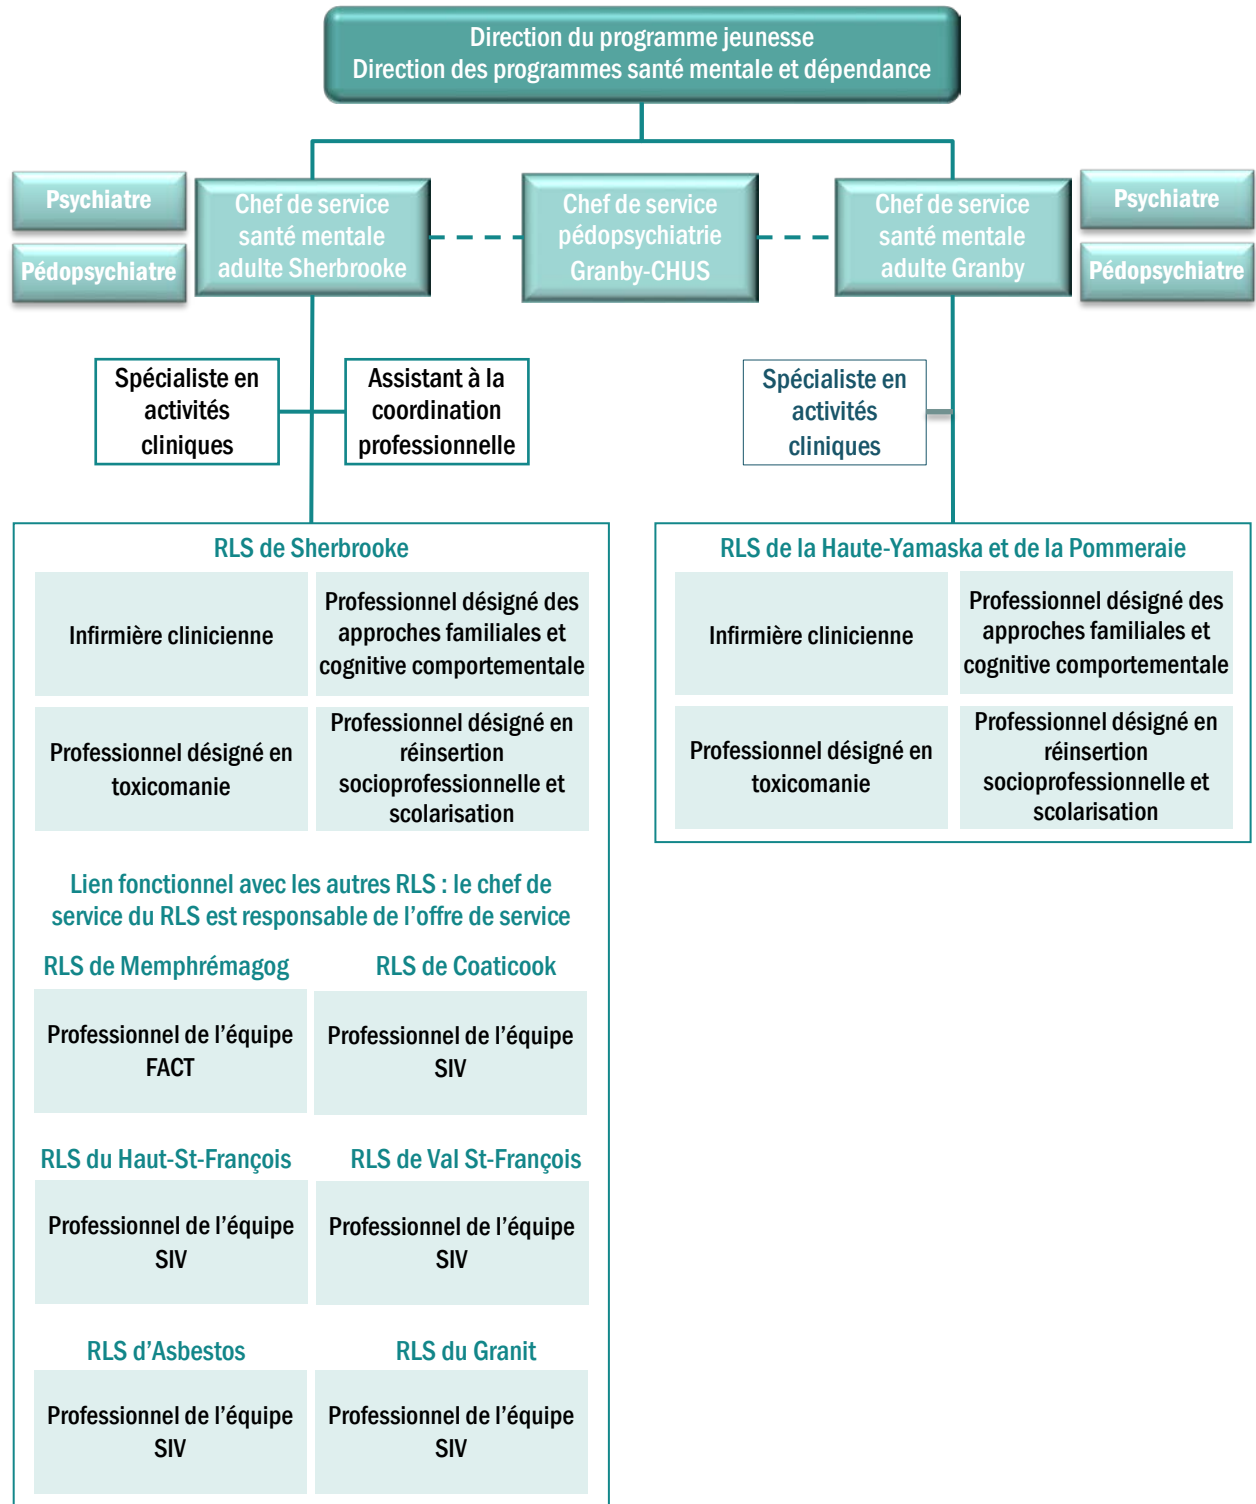 Direction du programme jeunesse
Direction des programmes santé mentale et dépendance
Psychiatre
Pédopsychiatre
Chef de service
santé mentale
adulte Sherbrooke
Chef de service
pédopsychiatrie
Granby-CHUS
Chef de service
santé mentale
adulte Granby
Psychiatre
Pédopsychiatre
Spécialiste en
activités
cliniques
Assistant à la
coordination
professionnelle
Spécialiste en
activités
cliniques
RLS de Sherbrooke
Infirmière clinicienne
Professionnel désigné des
approches familiales et
cognitive comportementale
Professionnel désigné en
toxicomanie
Professionnel désigné en
réinsertion
socioprofessionnelle et
scolarisation
Lien fonctionnel avec les autres RLS : le chef de
service du RLS est responsable de l'offre de service
RLS de Memphrémagog
Professionnel de l'équipe
FACT
RLS de Coaticook
Professionnel de l'équipe
SIV
RLS du Haut-St-François
Professionnel de l'équipe
SIV
RLS de Val St-François
Professionnel de l'équipe
SIV
RLS d'Asbestos
Professionnel de l'équipe
SIV
RLS du Granit
Professionnel de l'équipe
SIV
RLS de la Haute-Yamaska et de la Pommeraie
Infirmière clinicienne
Professionnel désigné des
approches familiales et
cognitive comportementale
Professionnel désigné en
toxicomanie
Professionnel désigné en
réinsertion
socioprofessionnelle et
scolarisation